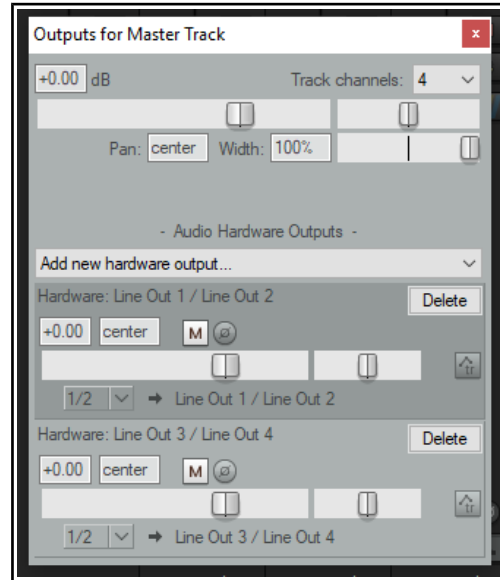 Outputs for Master Track x
+0.00 dB Track channels: 4
Pan: center Width: 100%
- Audio Hardware Outputs -
Add new hardware output...
Hardware: Line Out 1 / Line Out 2 Delete
+0.00 center M ø
tr
1/2 → Line Out 1 / Line Out 2
Hardware: Line Out 3 / Line Out 4 Delete
+0.00 center M ø
tr
1/2 → Line Out 3 / Line Out 4